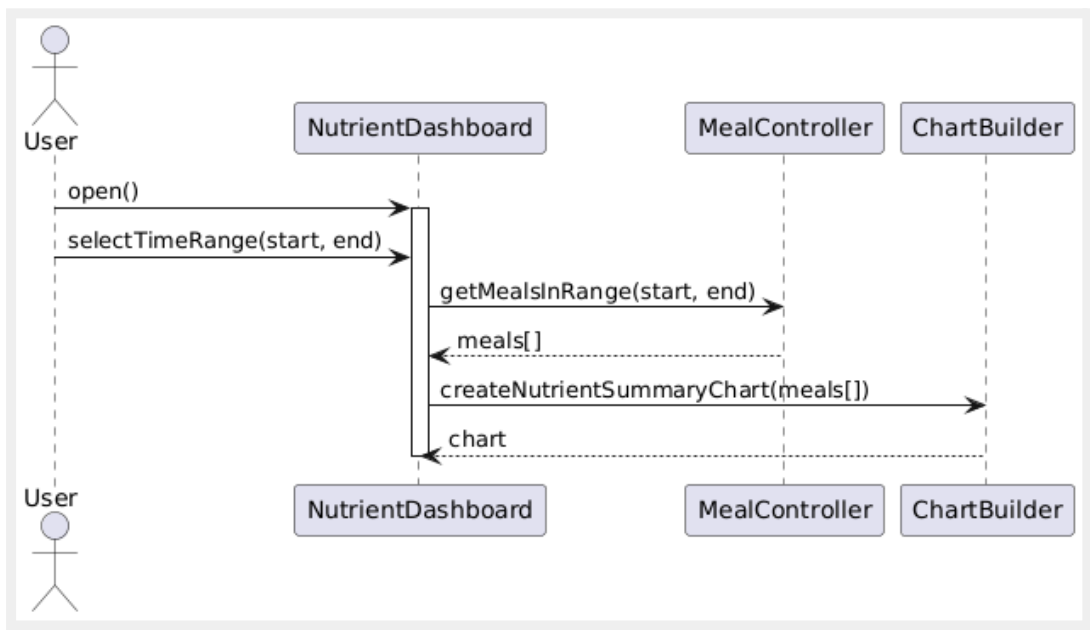 User
NutrientDashboard
MealController
ChartBuilder
open()
selectTimeRange(start, end)
getMealsInRange(start, end)
meals[]
createNutrientSummaryChart(meals[])
chart
User
NutrientDashboard
MealController
ChartBuilder